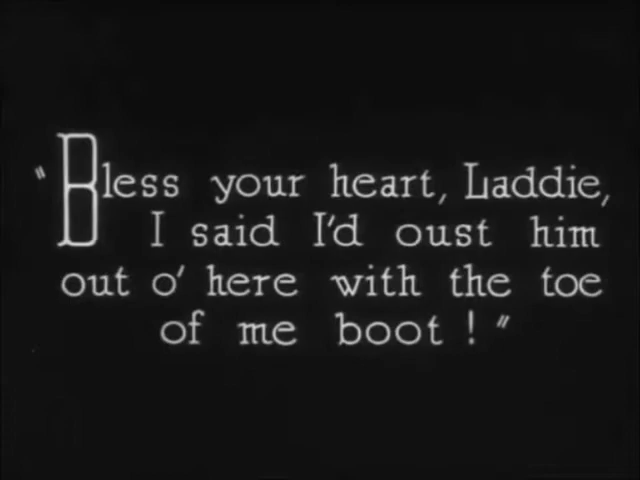 "Bless your heart, Laddie,
I said I'd oust him
out o' here with the toe
of me boot!"